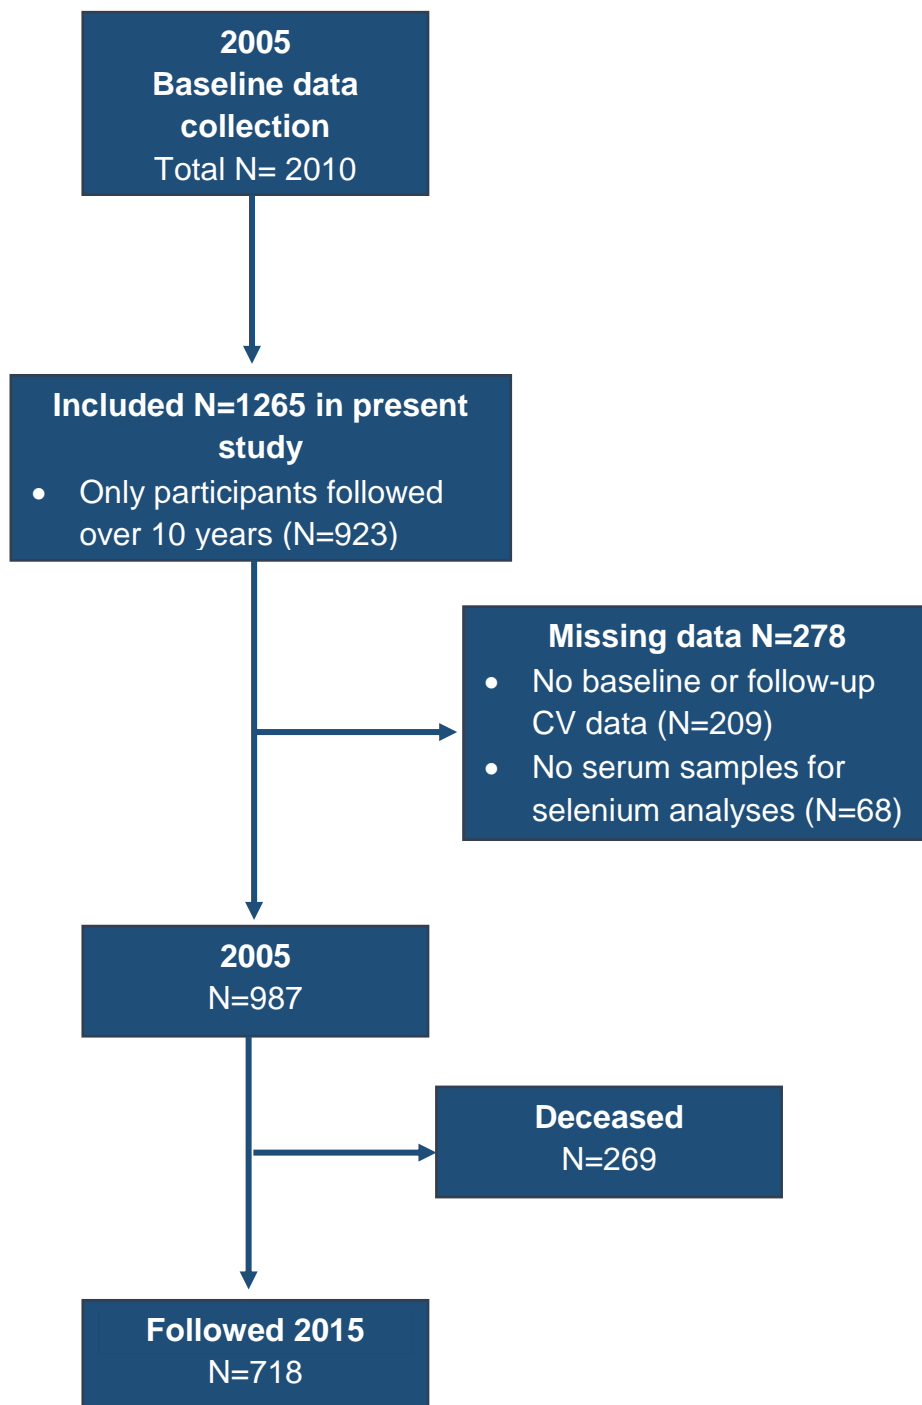 2005
Baseline data
collection
Total N= 2010
Included N=1265 in present
study
• Only participants followed
over 10 years (N=923)
Missing data N=278
• No baseline or follow-up
CV data (N=209)
• No serum samples for
selenium analyses (N=68)
2005
N=987
Deceased
N=269
Followed 2015
N=718